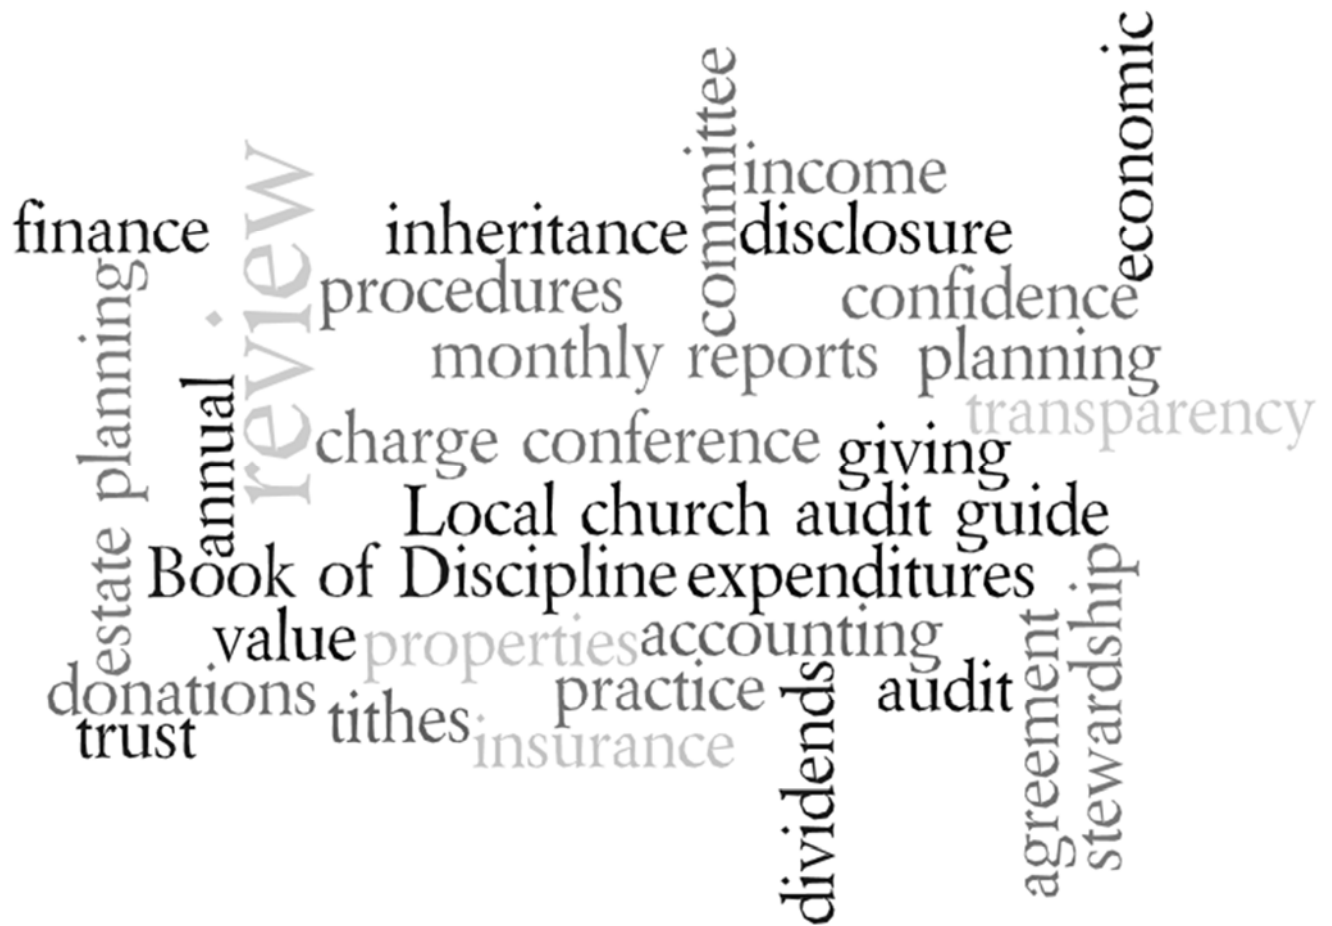 economic
committee
income
review
finance
inheritance
disclosure
procedures
confidence
estate planning
monthly reports
planning
annual
transparency
charge conference
giving
Local church audit guide
Book of Discipline
expenditures
stewardship
value
properties
accounting
agreement
donations
practice
dividends
audit
tithes
trust
insurance